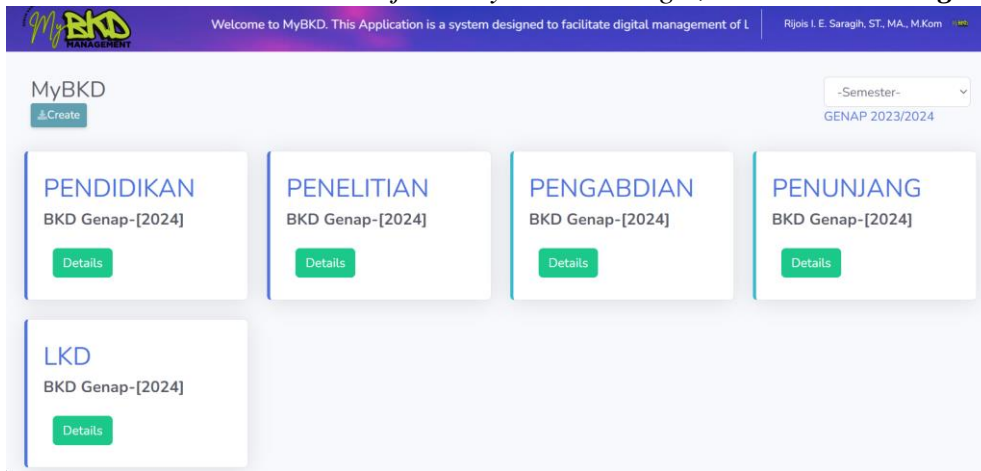 MyBKD
MANAGEMENT
Welcome to MyBKD. This Application is a system designed to facilitate digital management of L
Rijois I. E. Saragih, ST., MA., M.Kom
MyBKD
Create
-Semester-
GENAP 2023/2024
PENDIDIKAN
BKD Genap-[2024]
Details
PENELITIAN
BKD Genap-[2024]
Details
PENGABDIAN
BKD Genap-[2024]
Details
PENUNJANG
BKD Genap-[2024]
Details
LKD
BKD Genap-[2024]
Details